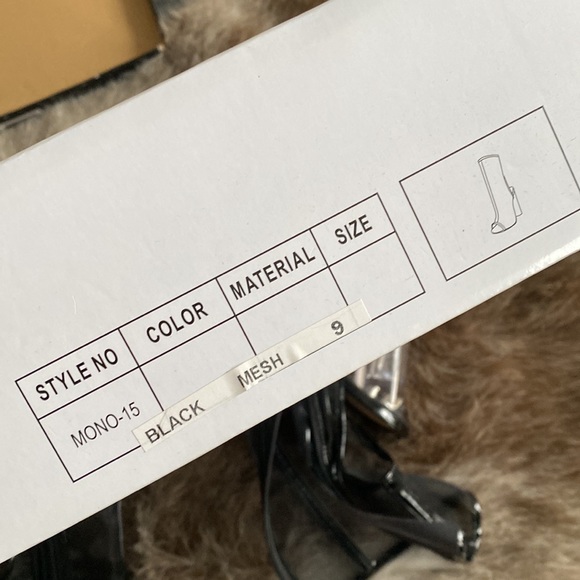 STYLE NO COLOR MATERIAL SIZE
MONO-15 BLACK MESH 9